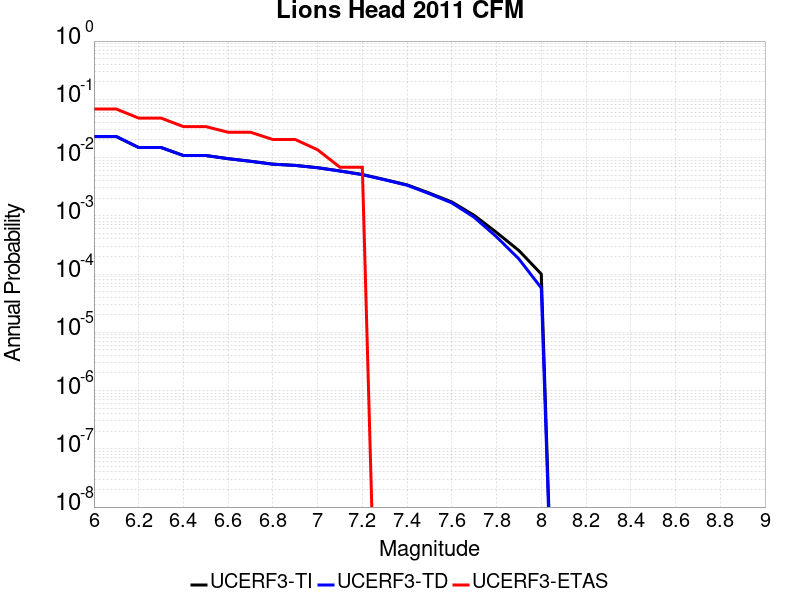 Lions Head 2011 CFM
10^0
10^-1
10^-2
10^-3
10^-4
10^-5
10^-6
10^-7
10^-8
Annual Probability
6 6.2 6.4 6.6 6.8 7 7.2 7.4 7.6 7.8 8 8.2 8.4 8.6 8.8 9
Magnitude
UCERF3-TI UCERF3-TD UCERF3-ETAS